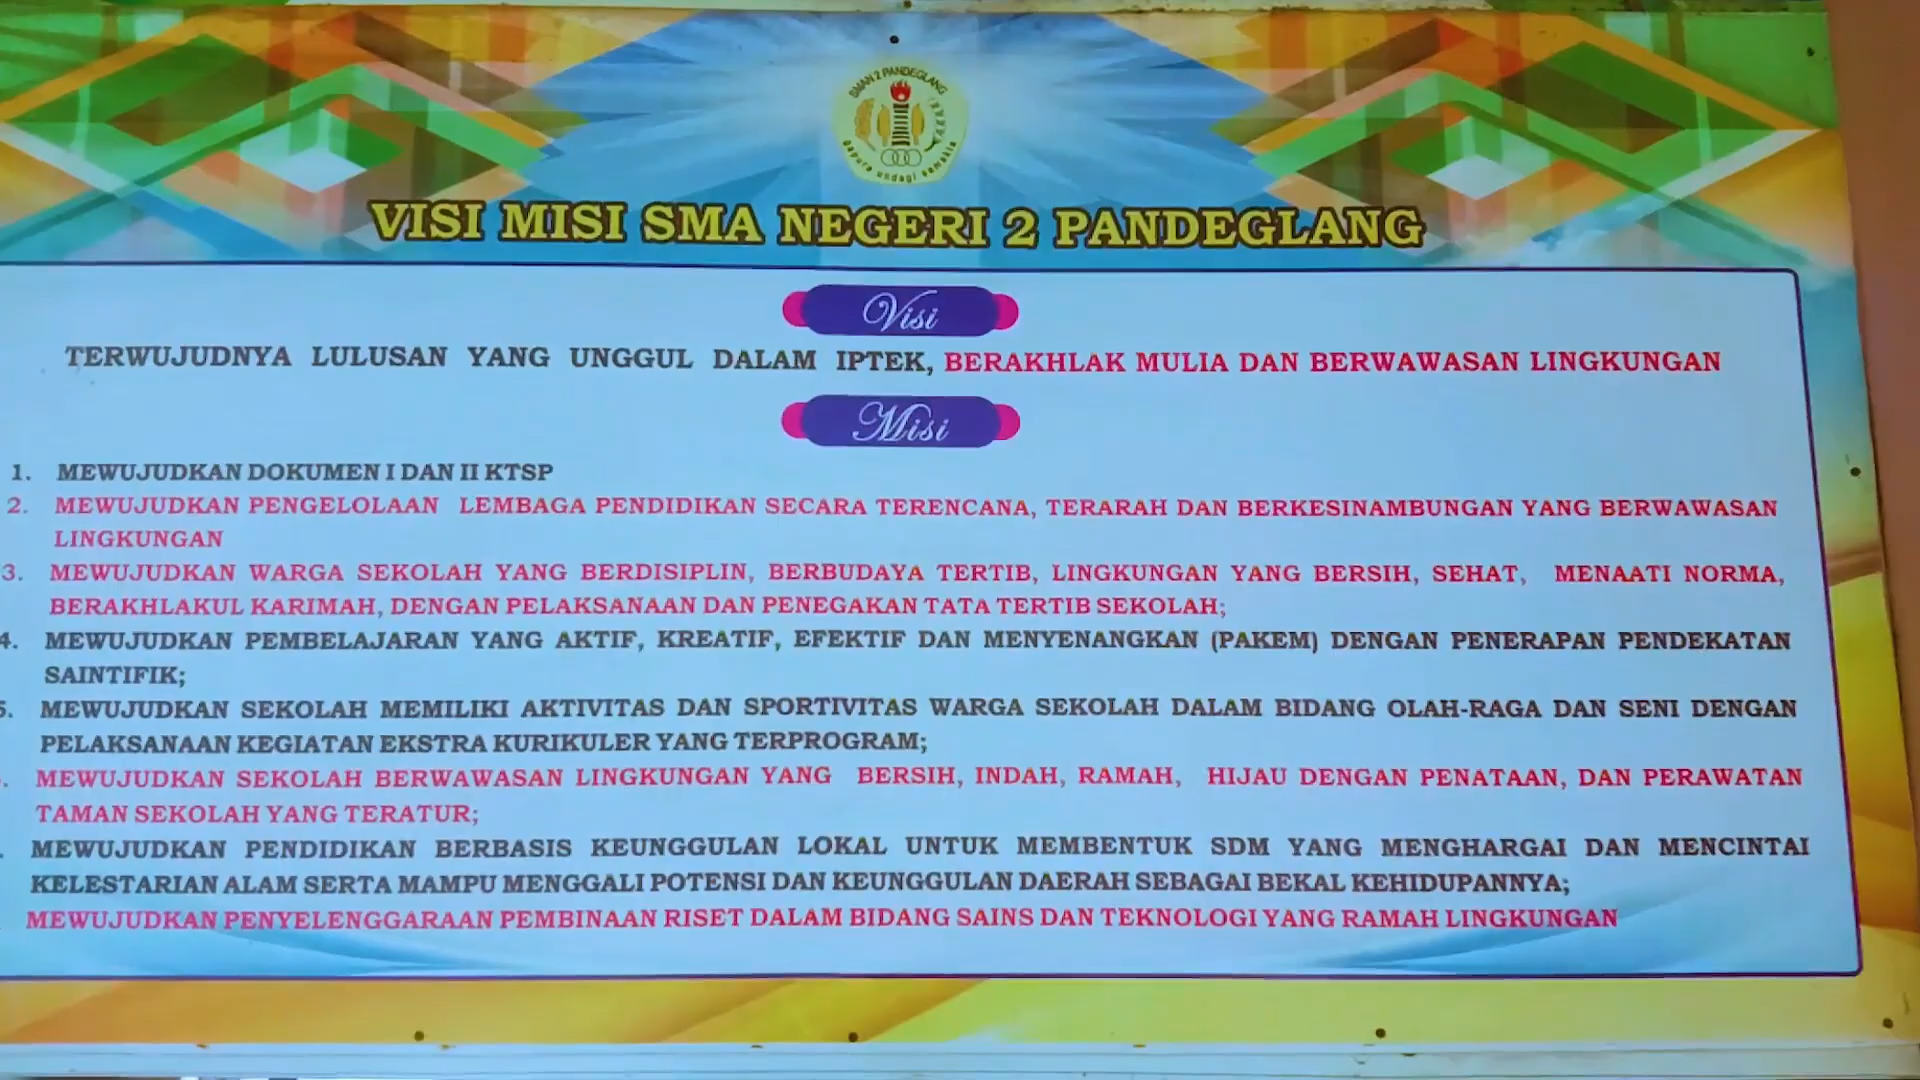 SMAN 2 PANDEGLANG
VISI MISI SMA NEGERI 2 PANDEGLANG
Visi
TERWUJUDNYA LULUSAN YANG UNGGUL DALAM IPTEK, BERAKHLAK MULIA DAN BERWAWASAN LINGKUNGAN
Misi
1. MEWUJUDKAN DOKUMEN I DAN II KTSP
2. MEWUJUDKAN PENGELOLAAN LEMBAGA PENDIDIKAN SECARA TERENCANA, TERARAH DAN BERKESINAMBUNGAN YANG BERWAWASAN
LINGKUNGAN
3. MEWUJUDKAN WARGA SEKOLAH YANG BERDISIPLIN, BERBUDAYA TERTIB, LINGKUNGAN YANG BERSIH, SEHAT, MENAATI NORMA,
BERAKHLAKUL KARIMAH, DENGAN PELAKSANAAN DAN PENEGAKAN TATA TERTIB SEKOLAH;
4. MEWUJUDKAN PEMBELAJARAN YANG AKTIF, KREATIF, EFEKTIF DAN MENYENANGKAN (PAKEM) DENGAN PENERAPAN PENDEKATAN
SAINTIFIK;
5. MEWUJUDKAN SEKOLAH MEMILIKI AKTIVITAS DAN SPORTIVITAS WARGA SEKOLAH DALAM BIDANG OLAH-RAGA DAN SENI DENGAN
PELAKSANAAN KEGIATAN EKSTRA KURIKULER YANG TERPROGRAM;
MEWUJUDKAN SEKOLAH BERWAWASAN LINGKUNGAN YANG BERSIH, INDAH, RAMAH, HIJAU DENGAN PENATAAN, DAN PERAWATAN
TAMAN SEKOLAH YANG TERATUR;
MEWUJUDKAN PENDIDIKAN BERBASIS KEUNGGULAN LOKAL UNTUK MEMBENTUK SDM YANG MENGHARGAI DAN MENCINTAI
KELESTARIAN ALAM SERTA MAMPU MENGGALI POTENSI DAN KEUNGGULAN DAERAH SEBAGAI BEKAL KEHIDUPANNYA;
MEWUJUDKAN PENYELENGGARAAN PEMBINAAN RISET DALAM BIDANG SAINS DAN TEKNOLOGI YANG RAMAH LINGKUNGAN